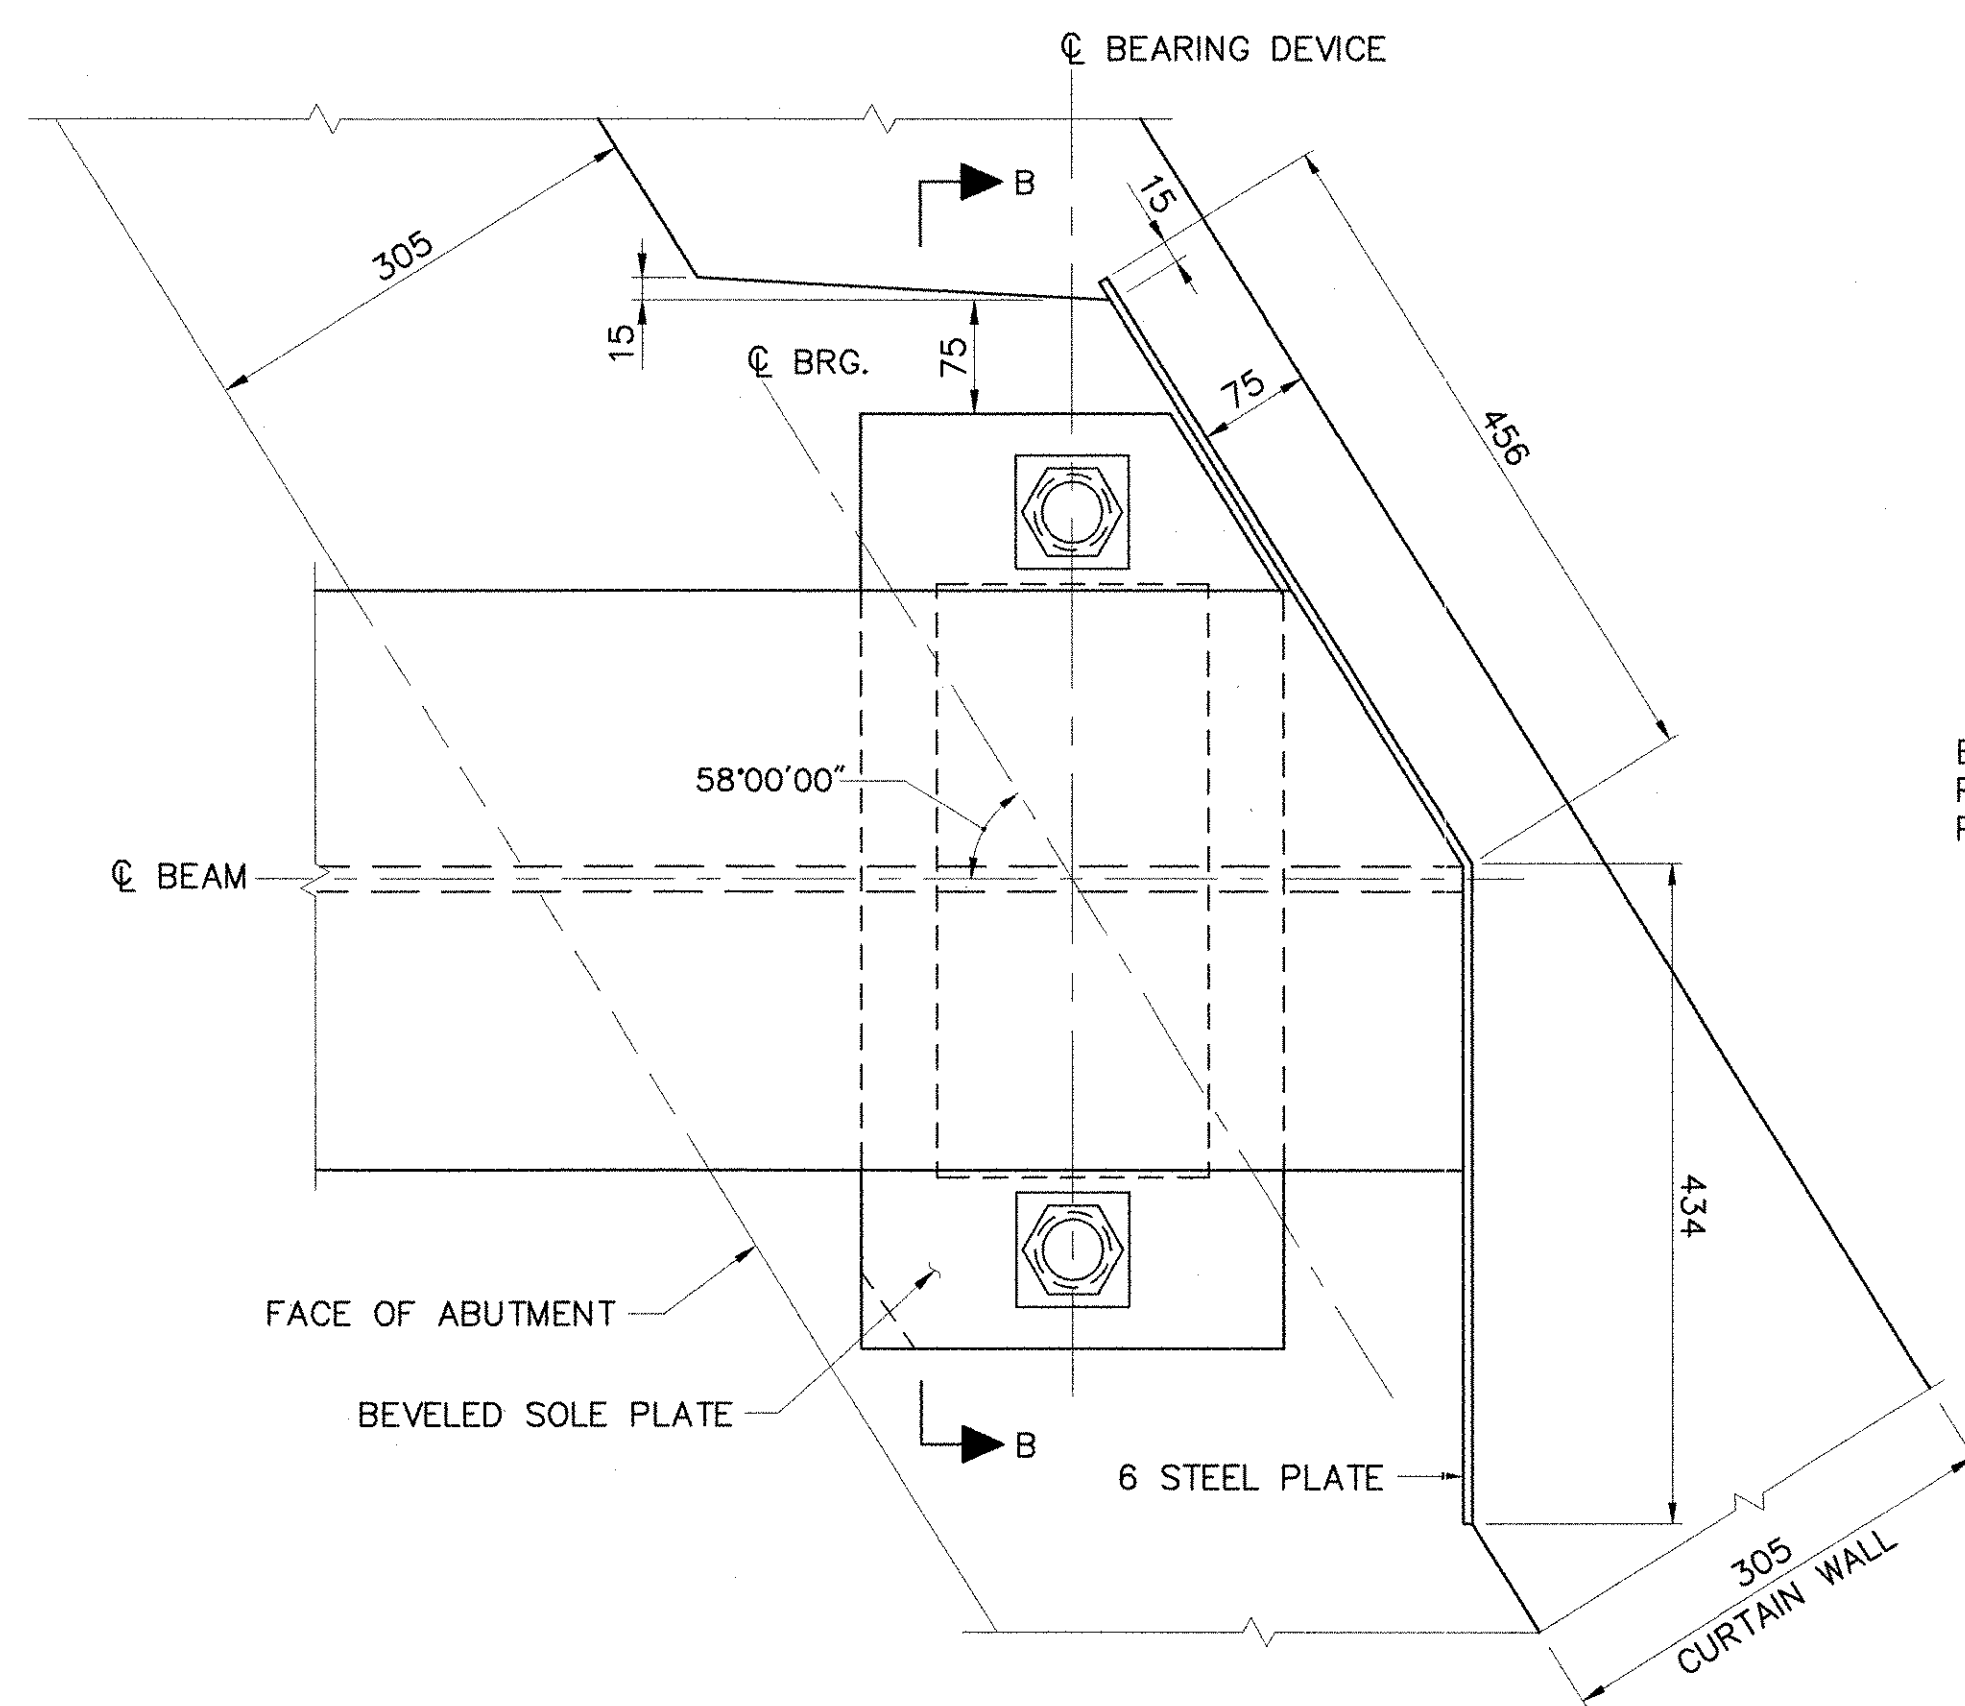 ℄ BEARING DEVICE
B
15
305
15
75
℄ BRG.
75
456
58°00'00"
℄ BEAM
434
FACE OF ABUTMENT
BEVELED SOLE PLATE
B
6 STEEL PLATE
305
CURTAIN WALL